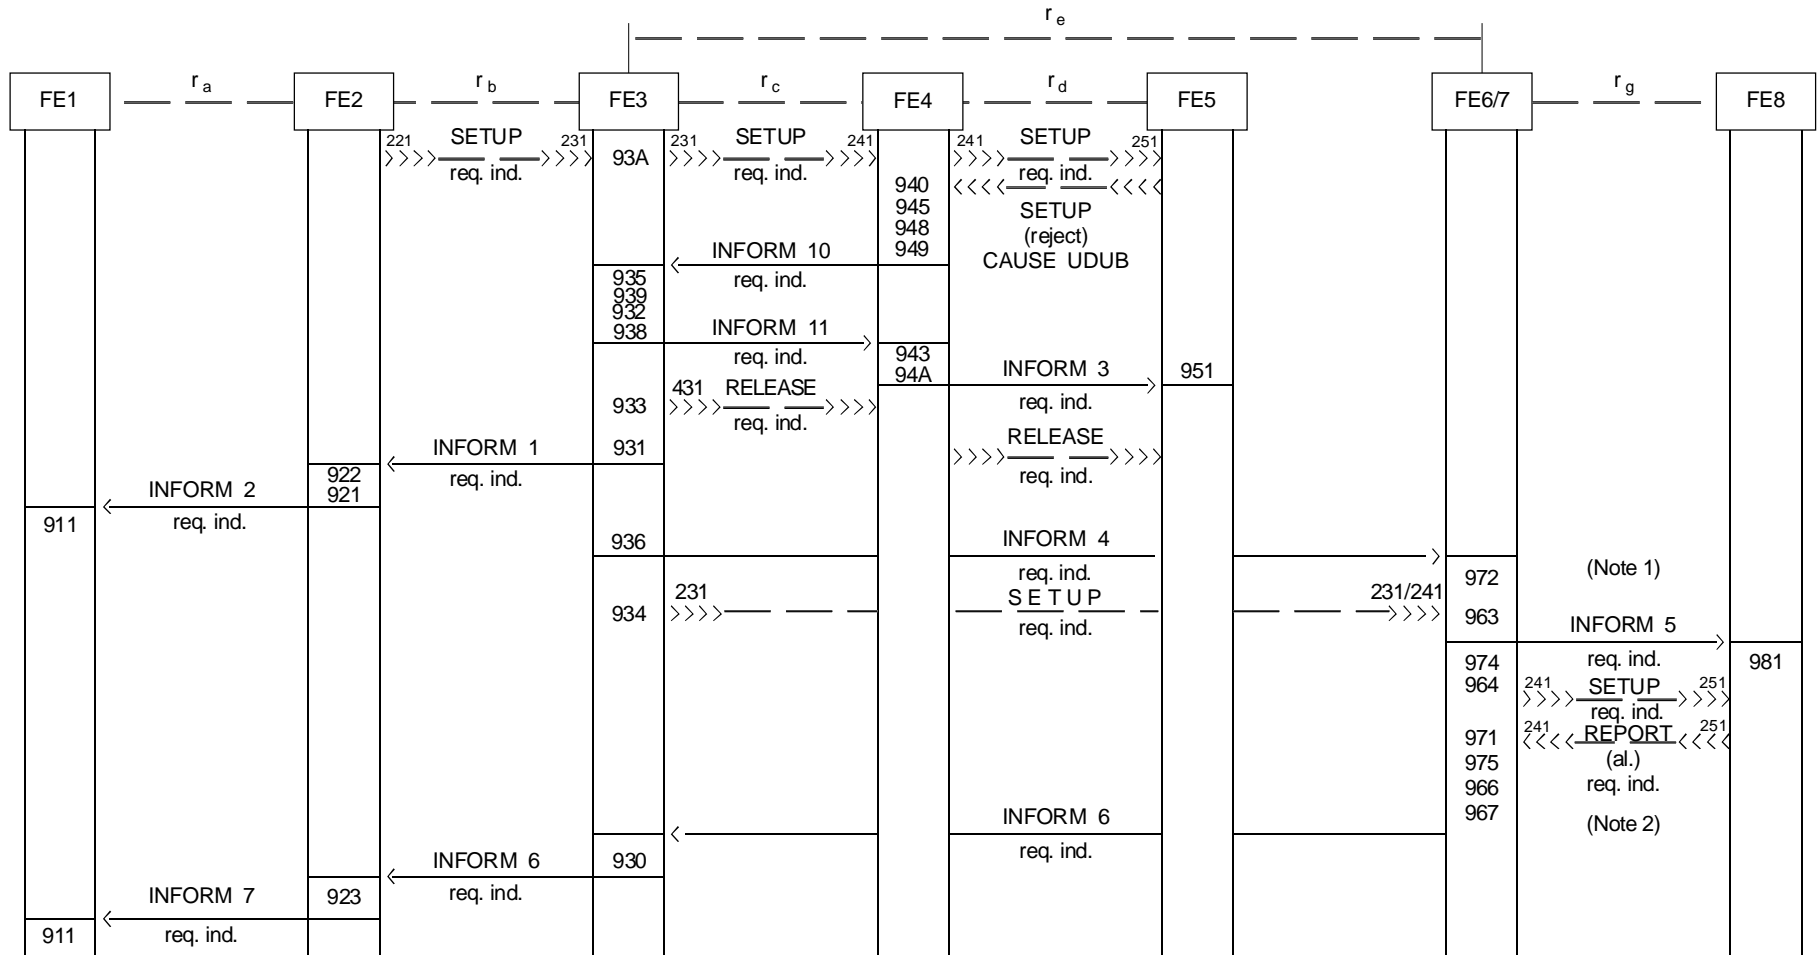 r e
r a r b r c r d r g
FE1 FE2 FE3 FE4 FE5 FE6/7 FE8
221 SETUP 231 93A 231 SETUP 241 241 SETUP 251
req. ind. req. ind. req. ind.
940
945 SETUP
948 (reject)
INFORM 10 949 CAUSE UDUB
935 req. ind.
939
932
938 INFORM 11
req. ind. 943
94A INFORM 3 951
933 431 RELEASE req. ind.
req. ind.
INFORM 1 931 RELEASE
922 req. ind. req. ind.
INFORM 2 921
911 req. ind.
936 INFORM 4
req. ind. 972 (Note 1)
934 231 SETUP 231/241 963
req. ind. INFORM 5
974 req. ind. 981
964 241 SETUP 251
req. ind.
971 241 REPORT 251
975 (al.)
966 req. ind.
INFORM 6 967 (Note 2)
req. ind.
INFORM 6 930
req. ind.
INFORM 7 923
911 req. ind.